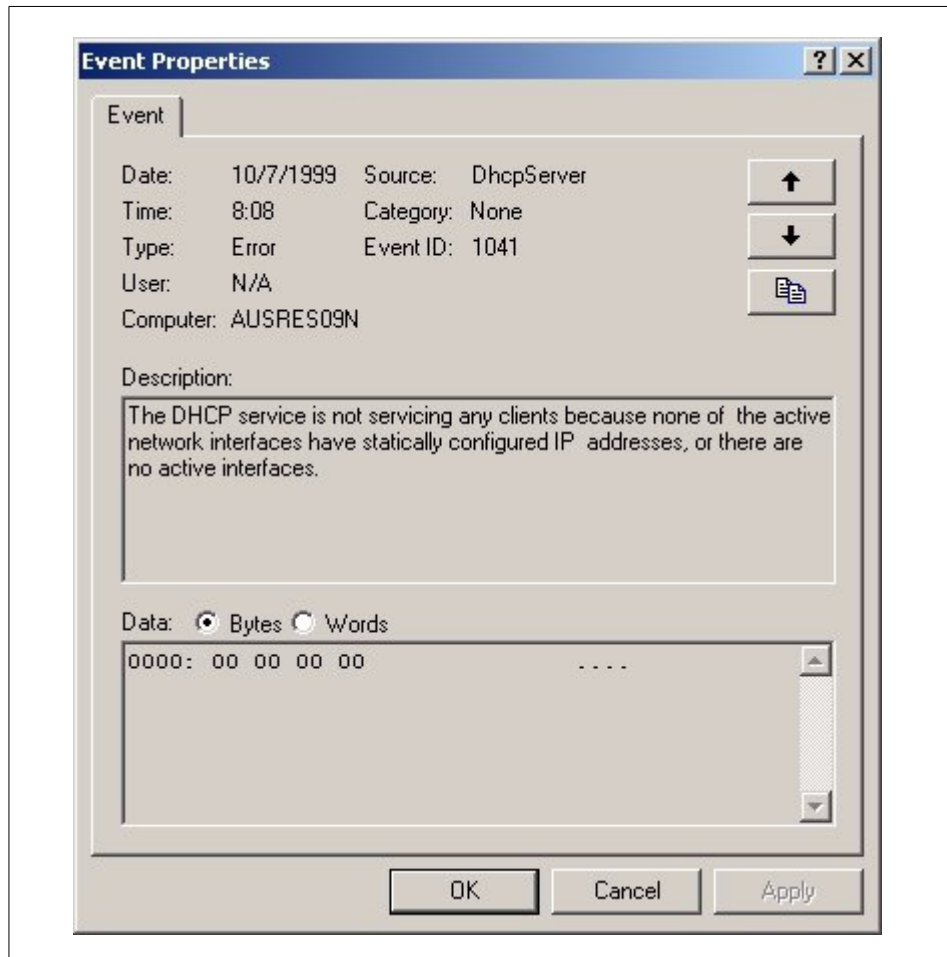 Event Properties
Event
Date: 10/7/1999 Source: DhcpServer
Time: 8:08 Category: None
Type: Error Event ID: 1041
User: N/A
Computer: AUSRES09N
Description:
The DHCP service is not servicing any clients because none of the active
network interfaces have statically configured IP addresses, or there are
no active interfaces.
Data: Bytes Words
0000: 00 00 00 00 ....
OK Cancel Apply